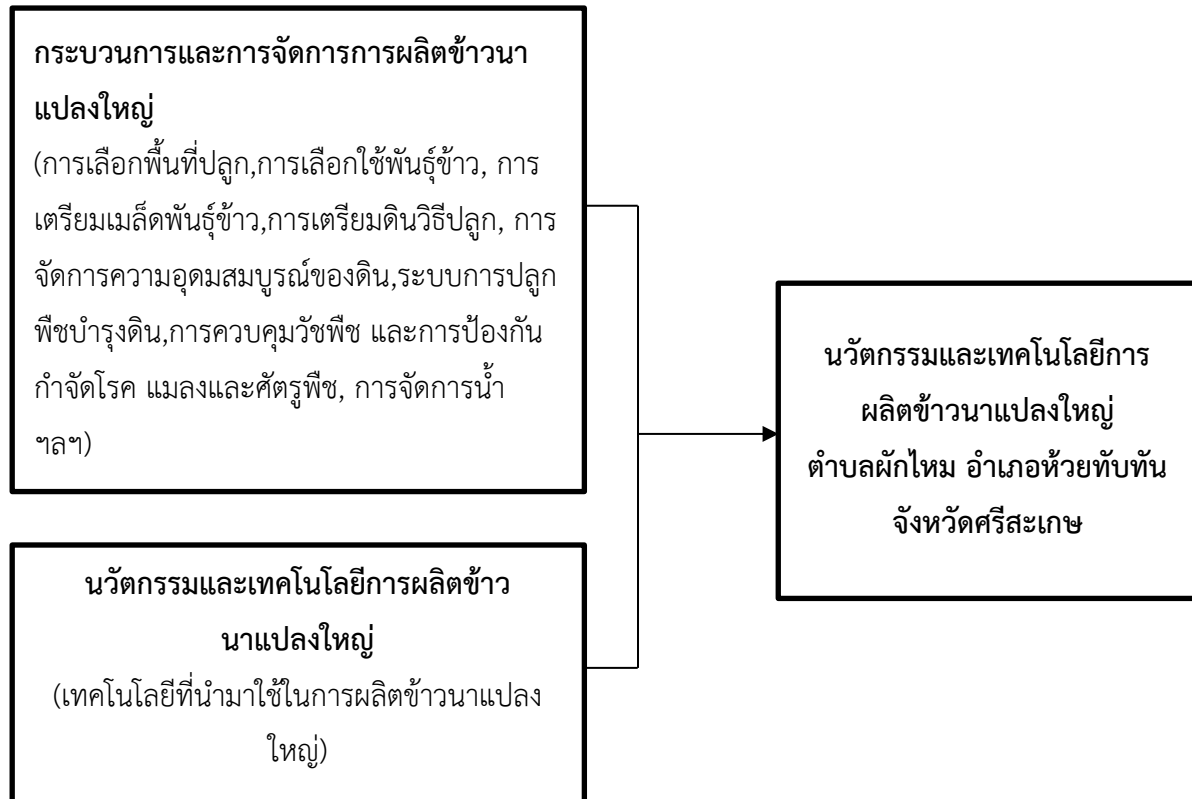 กระบวนการและการจัดการการผลิตข้าวนา
แปลงใหญ่
(การเลือกพื้นที่ปลูก,การเลือกใช้พันธุ์ข้าว, การ
เตรียมเมล็ดพันธุ์ข้าว,การเตรียมดินวิธีปลูก, การ
จัดการความอุดมสมบูรณ์ของดิน,ระบบการปลูก
พืชบำรุงดิน,การควบคุมวัชพืช และการป้องกัน
กำจัดโรค แมลงและศัตรูพืช, การจัดการน้ำ
ฯลฯ)
นวัตกรรมและเทคโนโลยีการผลิตข้าว
นาแปลงใหญ่
(เทคโนโลยีที่นำมาใช้ในการผลิตข้าวนาแปลง
ใหญ่)
นวัตกรรมและเทคโนโลยีการ
ผลิตข้าวนาแปลงใหญ่
ตำบลผักไหม อำเภอห้วยทับทัน
จังหวัดศรีสะเกษ